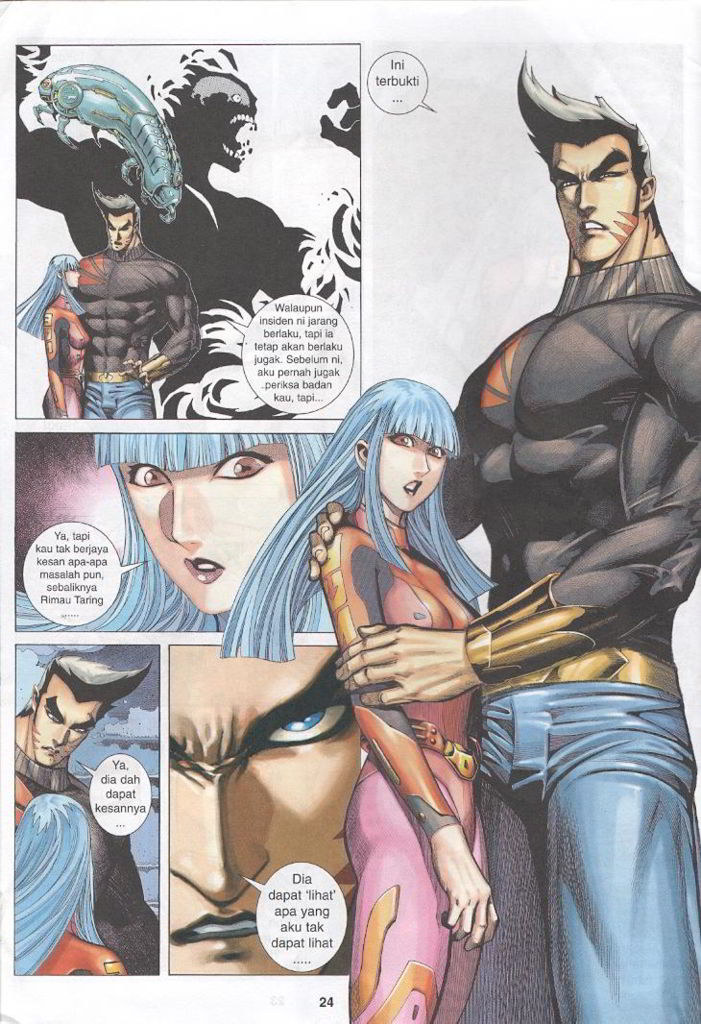 Walaupun
insiden ni jarang
berlaku, tapi ia
tetap akan berlaku
jugak. Sebelum ni,
aku pernah
.periksa badan
kau, tapi...
Ini
terbukti
...
Ya, tapi
kau tak berjaya
kesan apa-apa
masalah pun,
sebaliknya
Rimau Taring
.....
Ya,
dia dah
dapat
kesannya
...
Dia
dapat ‘lihat’
apa yang
aku tak
dapat lihat
.....
24